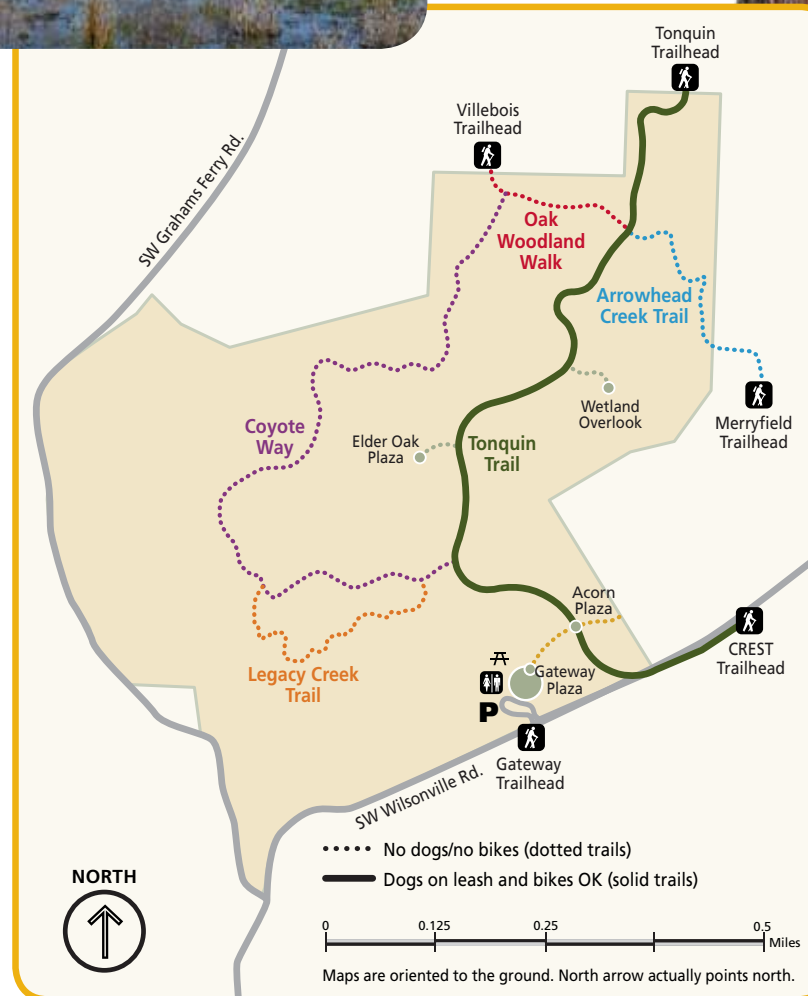 Tonquin
Trailhead
Villebois
Trailhead
SW Grahams Ferry Rd.
Oak
Woodland
Walk
Arrowhead
Creek Trail
Wetland
Overlook
Merryfield
Trailhead
Coyote
Way
Elder Oak
Plaza
Tonquin
Trail
Acorn
Plaza
CREST
Trailhead
Legacy Creek
Trail
Gateway
Plaza
P
Gateway
Trailhead
SW Wilsonville Rd.
No dogs/no bikes (dotted trails)
Dogs on leash and bikes OK (solid trails)
NORTH
0 0.125 0.25 0.5
Miles
Maps are oriented to the ground. North arrow actually points north.